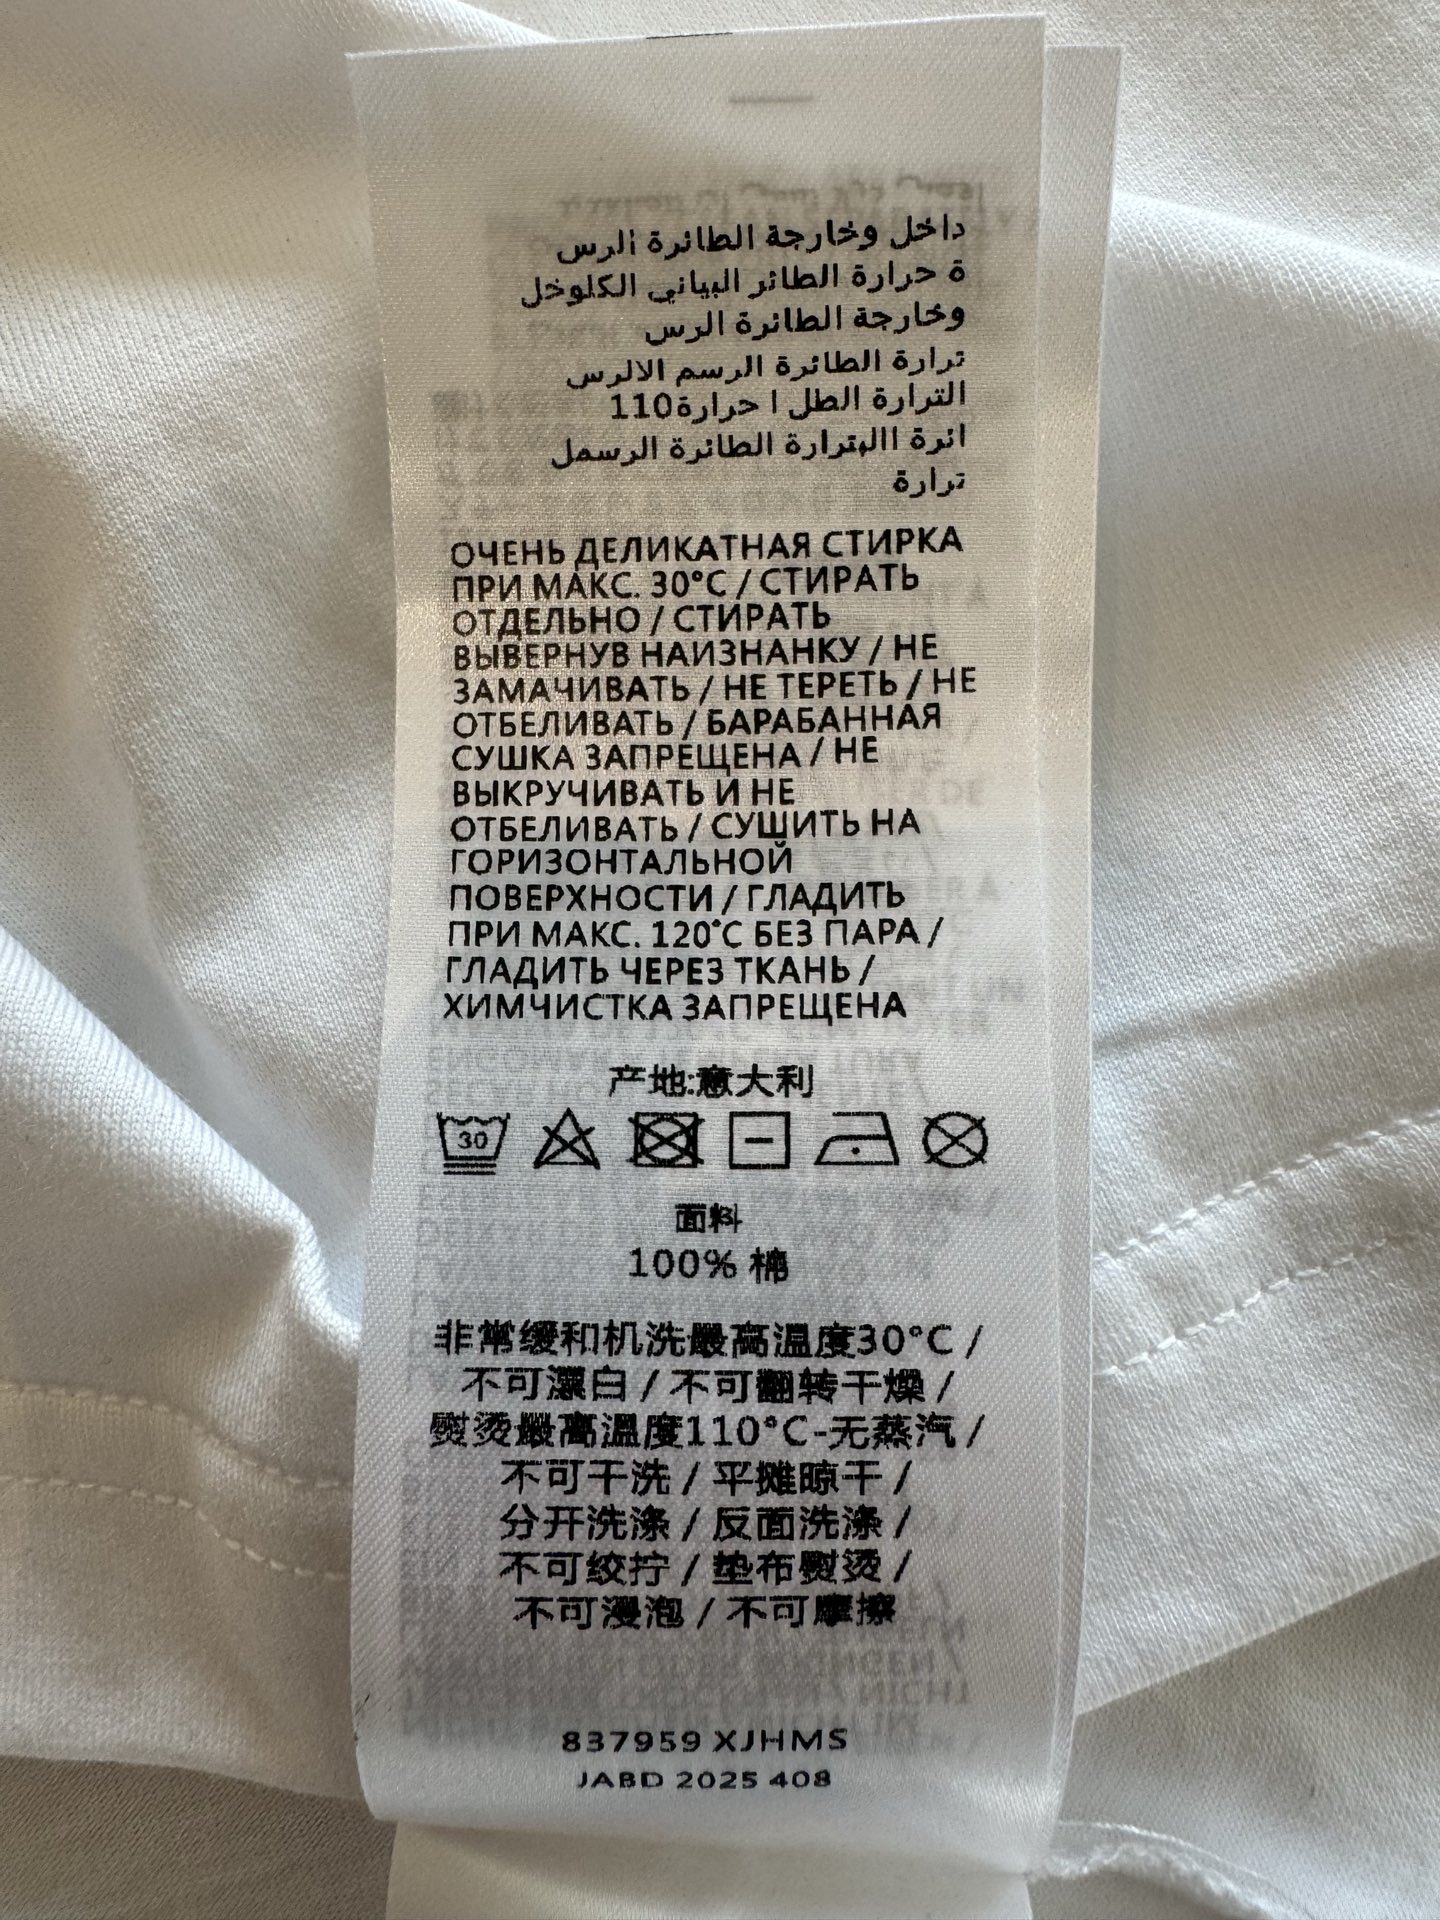 داخل وخارجة الطائرة الرس
ة حرارة الطائر البياني الكلوخل
وخارجة الطائرة الرس
ترارة الطائرة الرسم الالرس
الترارة الطل ا حرارة110
ائرة االبترارة الطائرة الرسمل
ترارة
ОЧЕНЬ ДЕЛИКАТНАЯ СТИРКА
ПРИ МАКС. 30°C / СТИРАТЬ
ОТДЕЛЬНО / СТИРАТЬ
ВЫВЕРНУВ НАИЗНАНКУ / НЕ
ЗАМАЧИВАТЬ / НЕ ТЕРЕТЬ / НЕ
ОТБЕЛИВАТЬ / БАРАБАННАЯ
СУШКА ЗАПРЕЩЕНА / НЕ
ВЫКРУЧИВАТЬ И НЕ
ОТБЕЛИВАТЬ / СУШИТЬ НА
ГОРИЗОНТАЛЬНОЙ
ПОВЕРХНОСТИ / ГЛАДИТЬ
ПРИ МАКС. 120°C БЕЗ ПАРА /
ГЛАДИТЬ ЧЕРЕЗ ТКАНЬ /
ХИМЧИСТКА ЗАПРЕЩЕНА
产地:意大利
30
面料
100% 棉
非常缓和机洗最高温度30°C /
不可漂白 / 不可翻转干燥 /
熨烫最高温度110°C-无蒸汽 /
不可干洗 / 平摊晾干 /
分开洗涤 / 反面洗涤 /
不可绞拧 / 垫布熨烫 /
不可浸泡 / 不可摩擦
837959 XJHMS
JABD 2025 408